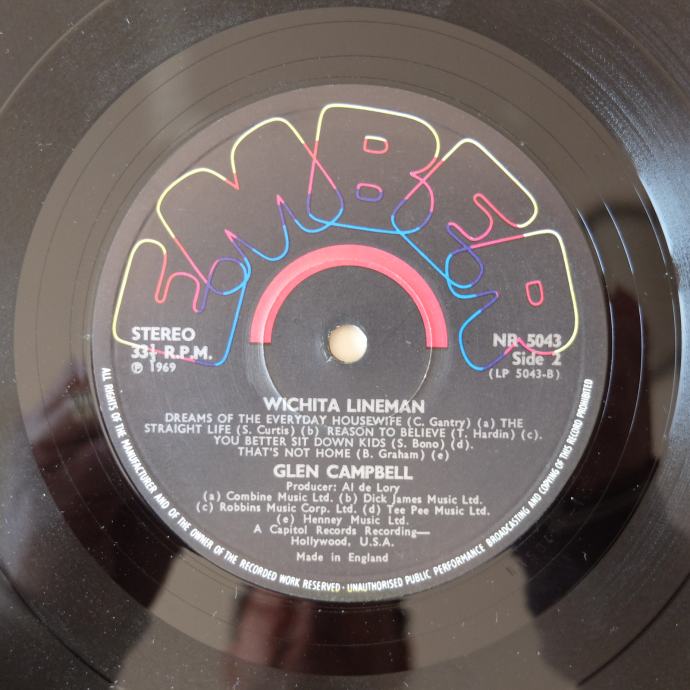 EMBER
STEREO
33⅓ R.P.M.
℗ 1969
NR 5043
Side 2
(LP 5043-B)
WICHITA LINEMAN
DREAMS OF THE EVERYDAY HOUSEWIFE (C. Gantry) (a) THE
STRAIGHT LIFE (S. Curtis) (b) REASON TO BELIEVE (T. Hardin) (c).
YOU BETTER SIT DOWN KIDS (S. Bono) (d).
THAT'S NOT HOME (B. Graham) (e)
GLEN CAMPBELL
Producer: Al de Lory
(a) Combine Music Ltd. (b) Dick James Music Ltd.
(c) Robbins Music Corp. Ltd. (d) Tee Pee Music Ltd.
(e) Henney Music Ltd.
A Capitol Records Recording—
Hollywood, U.S.A.
Made in England
ALL RIGHTS OF THE MANUFACTURER AND OF THE OWNER OF THE RECORDED WORK RESERVED · UNAUTHORISED PUBLIC PERFORMANCE BROADCASTING AND COPYING OF THIS RECORD PROHIBITED